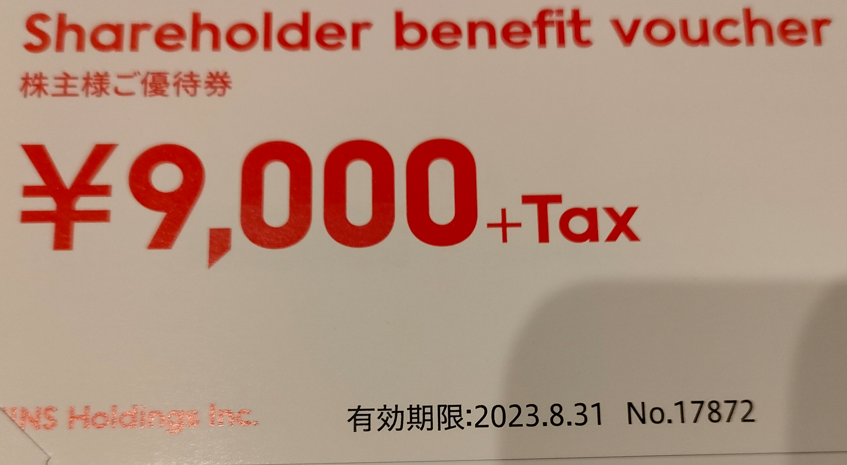 Shareholder benefit voucher
株主様ご優待券
¥9,000+Tax
INS Holdings Inc.
有効期限:2023.8.31 No.17872